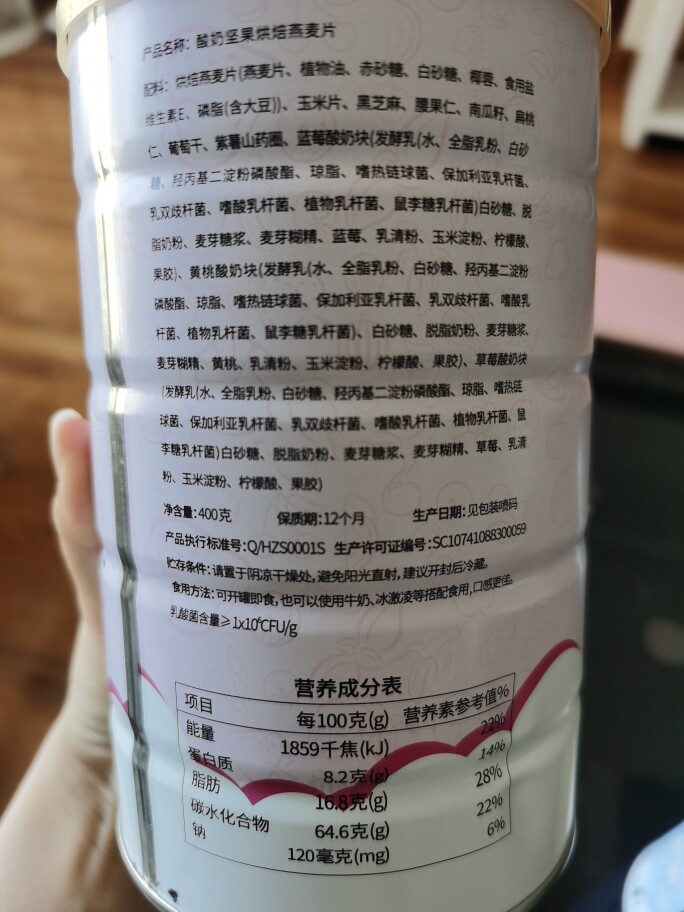 产品名称：酸奶坚果烘焙燕麦片
配料：烘焙燕麦片(燕麦片、植物油、赤砂糖、白砂糖、椰蓉、食用盐
维生素E、磷脂(含大豆))、玉米片、黑芝麻、腰果仁、南瓜籽、扁桃
仁、葡萄干、紫薯山药圈、蓝莓酸奶块(发酵乳(水、全脂乳粉、白砂
糖、羟丙基二淀粉磷酸酯、琼脂、嗜热链球菌、保加利亚乳杆菌、
乳双歧杆菌、嗜酸乳杆菌、植物乳杆菌、鼠李糖乳杆菌)白砂糖、脱
脂奶粉、麦芽糖浆、麦芽糊精、蓝莓、乳清粉、玉米淀粉、柠檬酸、
果胶)、黄桃酸奶块(发酵乳(水、全脂乳粉、白砂糖、羟丙基二淀粉
磷酸酯、琼脂、嗜热链球菌、保加利亚乳杆菌、乳双歧杆菌、嗜酸乳
杆菌、植物乳杆菌、鼠李糖乳杆菌)、白砂糖、脱脂奶粉、麦芽糖浆、
麦芽糊精、黄桃、乳清粉、玉米淀粉、柠檬酸、果胶)、草莓酸奶块
(发酵乳(水、全脂乳粉、白砂糖、羟丙基二淀粉磷酸酯、琼脂、嗜热链
球菌、保加利亚乳杆菌、乳双歧杆菌、嗜酸乳杆菌、植物乳杆菌、鼠
李糖乳杆菌)白砂糖、脱脂奶粉、麦芽糖浆、麦芽糊精、草莓、乳清
粉、玉米淀粉、柠檬酸、果胶)
净含量：400克 保质期：12个月 生产日期：见包装喷码
产品执行标准号：Q/HZS0001S 生产许可证编号：SC10741088300059
贮存条件：请置于阴凉干燥处，避免阳光直射，建议开封后冷藏。
食用方法：可开罐即食，也可以使用牛奶、冰激凌等搭配食用，口感更佳。
乳酸菌含量≥1x10⁶CFU/g
营养成分表
项目 每100克(g) 营养素参考值%
能量 1859千焦(kJ) 22%
蛋白质 8.2克(g) 14%
脂肪 16.8克(g) 28%
碳水化合物 64.6克(g) 22%
钠 120毫克(mg) 6%